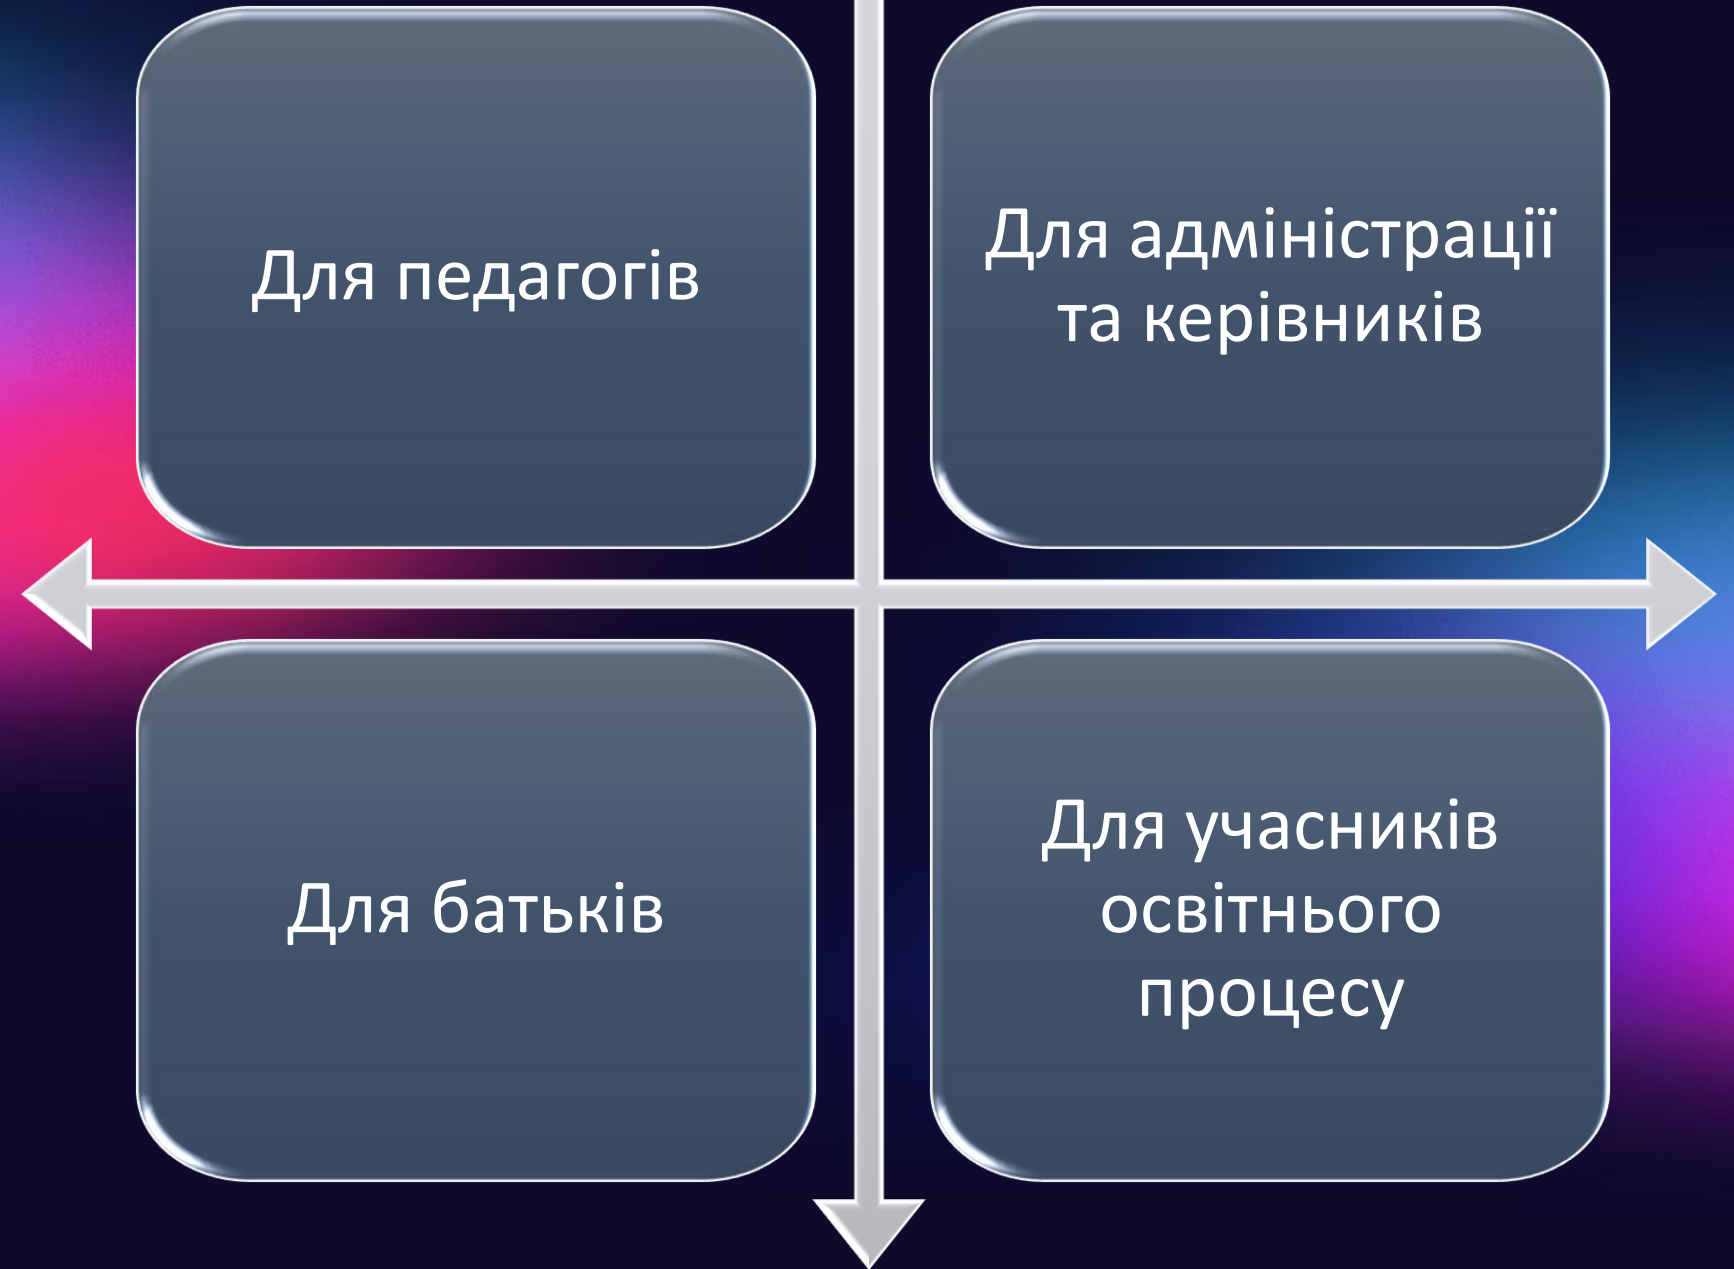 Для педагогів
Для адміністрації
та керівників
Для батьків
Для учасників
освітнього
процесу